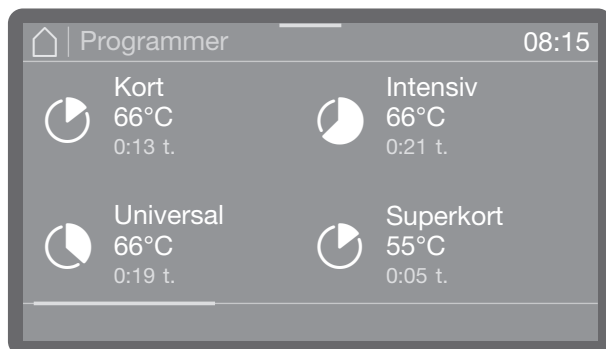 Programmer
08:15
Kort
66°C
0:13 t.
Intensiv
66°C
0:21 t.
Universal
66°C
0:19 t.
Superkort
55°C
0:05 t.